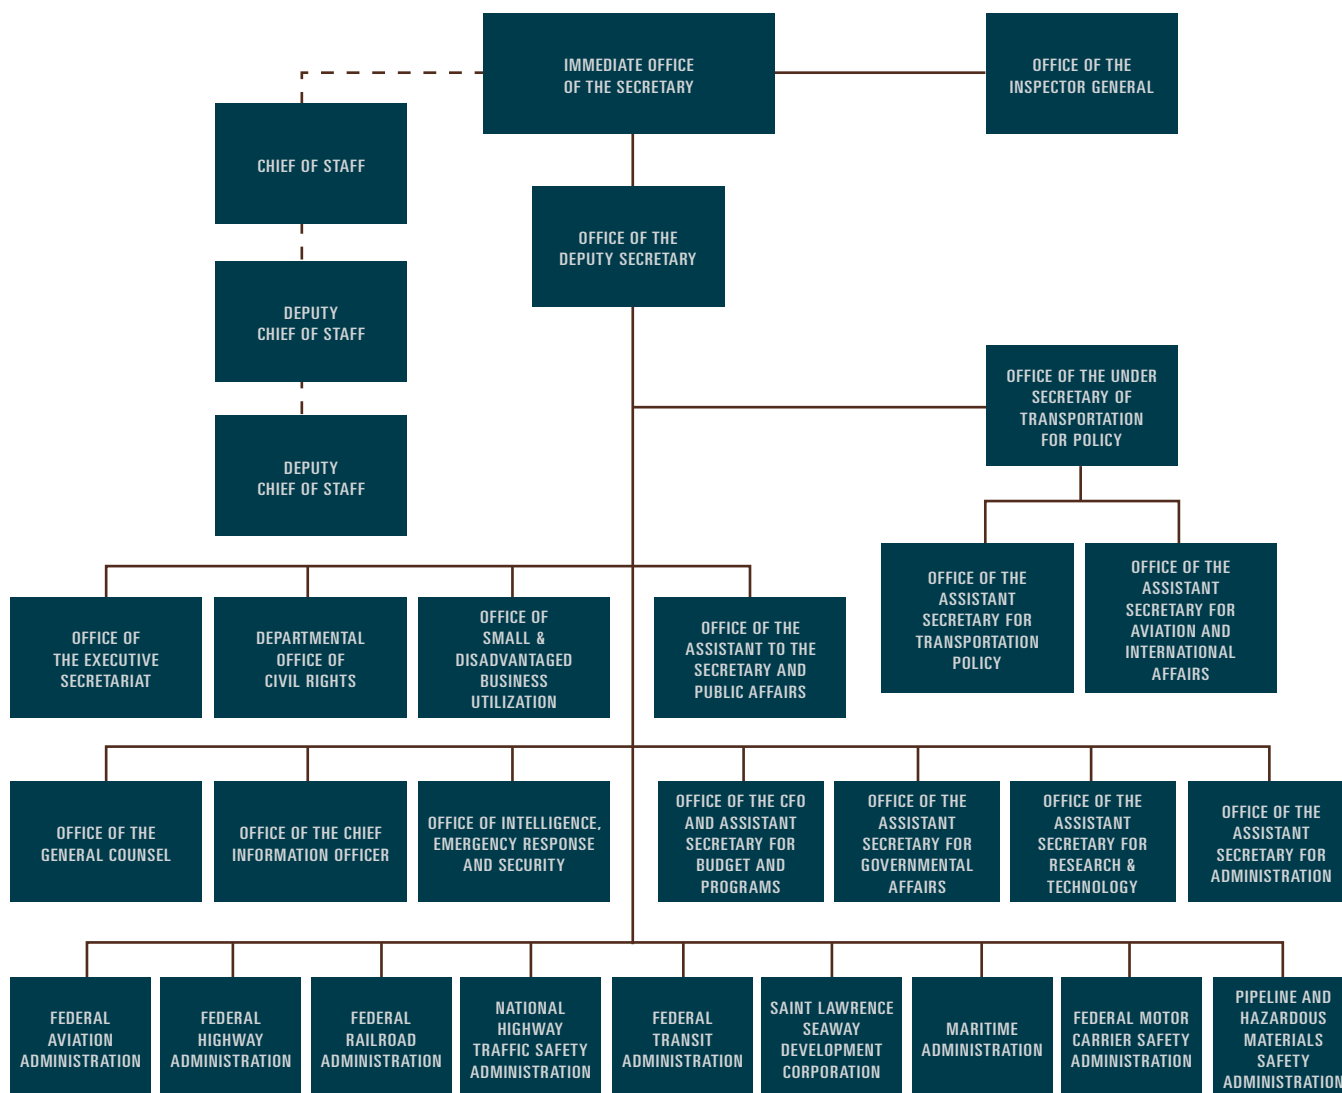 IMMEDIATE OFFICE
OF THE SECRETARY
OFFICE OF THE
INSPECTOR GENERAL
CHIEF OF STAFF
OFFICE OF THE
DEPUTY SECRETARY
DEPUTY
CHIEF OF STAFF
OFFICE OF THE UNDER
SECRETARY OF
TRANSPORTATION
FOR POLICY
DEPUTY
CHIEF OF STAFF
OFFICE OF THE
ASSISTANT
SECRETARY FOR
TRANSPORTATION
POLICY
OFFICE OF THE
ASSISTANT
SECRETARY FOR
AVIATION AND
INTERNATIONAL
AFFAIRS
OFFICE OF
THE EXECUTIVE
SECRETARIAT
DEPARTMENTAL
OFFICE OF
CIVIL RIGHTS
OFFICE OF
SMALL &
DISADVANTAGED
BUSINESS
UTILIZATION
OFFICE OF THE
ASSISTANT TO THE
SECRETARY AND
PUBLIC AFFAIRS
OFFICE OF THE
GENERAL COUNSEL
OFFICE OF THE CHIEF
INFORMATION OFFICER
OFFICE OF INTELLIGENCE,
EMERGENCY RESPONSE
AND SECURITY
OFFICE OF THE CFO
AND ASSISTANT
SECRETARY FOR
BUDGET AND
PROGRAMS
OFFICE OF THE
ASSISTANT
SECRETARY FOR
GOVERNMENTAL
AFFAIRS
OFFICE OF THE
ASSISTANT
SECRETARY FOR
RESEARCH &
TECHNOLOGY
OFFICE OF THE
ASSISTANT
SECRETARY FOR
ADMINISTRATION
FEDERAL
AVIATION
ADMINISTRATION
FEDERAL
HIGHWAY
ADMINISTRATION
FEDERAL
RAILROAD
ADMINISTRATION
NATIONAL
HIGHWAY
TRAFFIC SAFETY
ADMINISTRATION
FEDERAL
TRANSIT
ADMINISTRATION
SAINT LAWRENCE
SEAWAY
DEVELOPMENT
CORPORATION
MARITIME
ADMINISTRATION
FEDERAL MOTOR
CARRIER SAFETY
ADMINISTRATION
PIPELINE AND
HAZARDOUS
MATERIALS
SAFETY
ADMINISTRATION